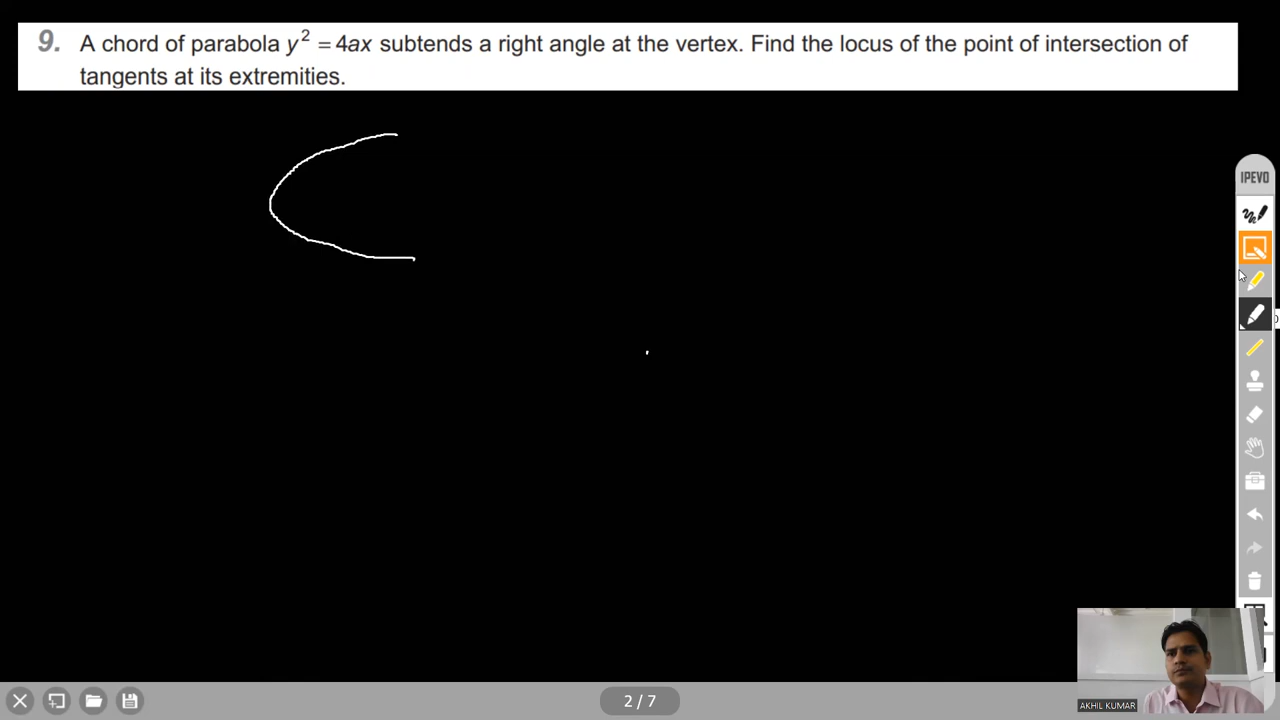 9. A chord of parabola y² = 4ax subtends a right angle at the vertex. Find the locus of the point of intersection of
tangents at its extremities.
IPEVO
2 / 7
AKHIL KUMAR